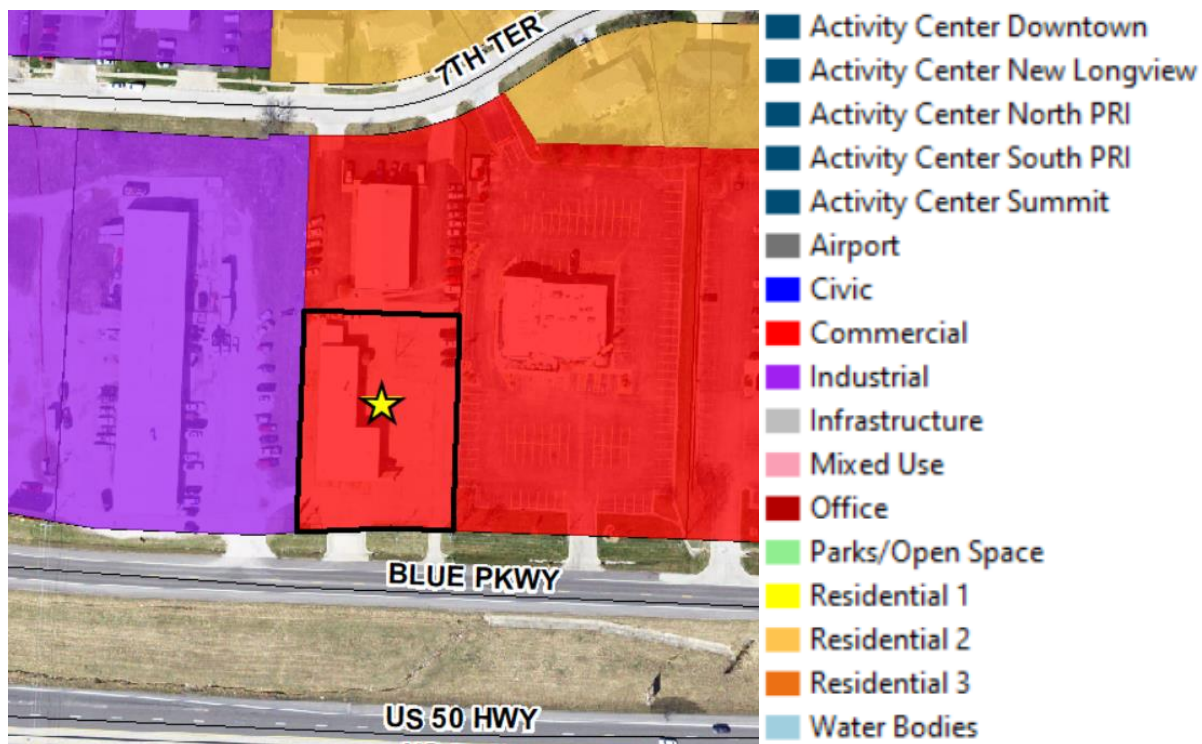 7TH TER
BLUE PKWY
US 50 HWY
Activity Center Downtown
Activity Center New Longview
Activity Center North PRI
Activity Center South PRI
Activity Center Summit
Airport
Civic
Commercial
Industrial
Infrastructure
Mixed Use
Office
Parks/Open Space
Residential 1
Residential 2
Residential 3
Water Bodies